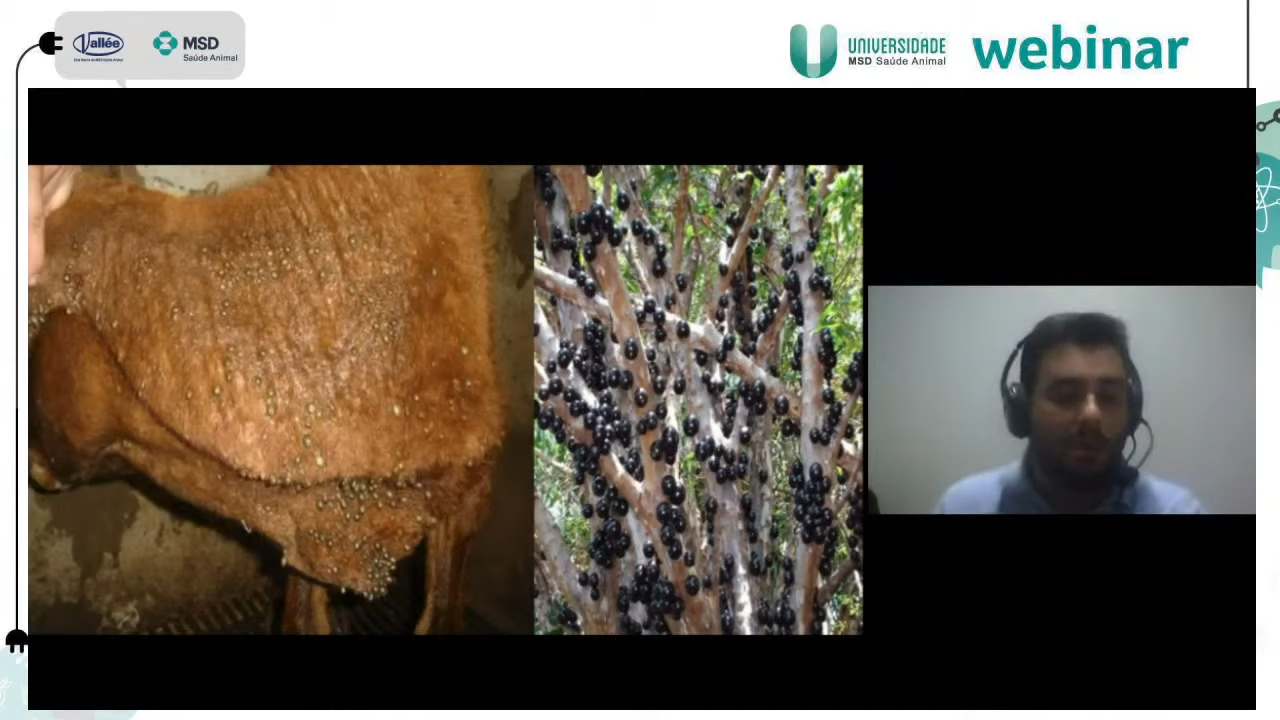 Vallée
MSD
Saúde Animal
UNIVERSIDADE
MSD Saúde Animal
webinar